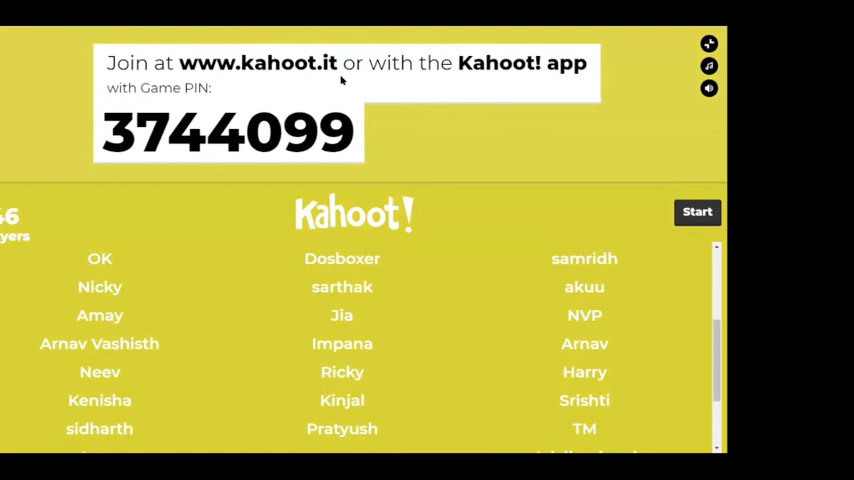 Join at www.kahoot.it or with the Kahoot! app
with Game PIN:
3744099
46
yers
Kahoot!
Start
OK Dosboxer samridh
Nicky sarthak akuu
Amay Jia NVP
Arnav Vashisth Impana Arnav
Neev Ricky Harry
Kenisha Kinjal Srishti
sidharth Pratyush TM